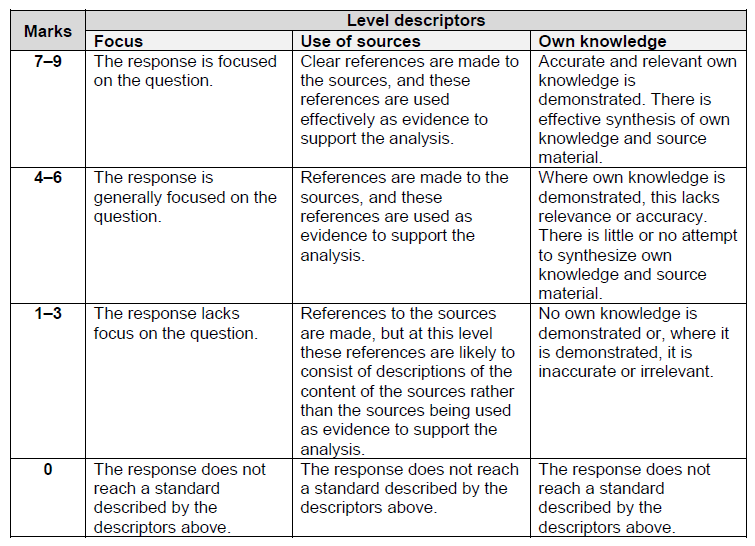 Marks
Level descriptors
Focus
Use of sources
Own knowledge
7–9
The response is focused
on the question.
Clear references are made to
the sources, and these
references are used
effectively as evidence to
support the analysis.
Accurate and relevant own
knowledge is
demonstrated. There is
effective synthesis of own
knowledge and source
material.
4–6
The response is
generally focused on the
question.
References are made to the
sources, and these
references are used as
evidence to support the
analysis.
Where own knowledge is
demonstrated, this lacks
relevance or accuracy.
There is little or no attempt
to synthesize own
knowledge and source
material.
1–3
The response lacks
focus on the question.
References to the sources
are made, but at this level
these references are likely to
consist of descriptions of the
content of the sources rather
than the sources being used
as evidence to support the
analysis.
No own knowledge is
demonstrated or, where it
is demonstrated, it is
inaccurate or irrelevant.
0
The response does not
reach a standard
described by the
descriptors above.
The response does not reach
a standard described by the
descriptors above.
The response does not
reach a standard
described by the
descriptors above.